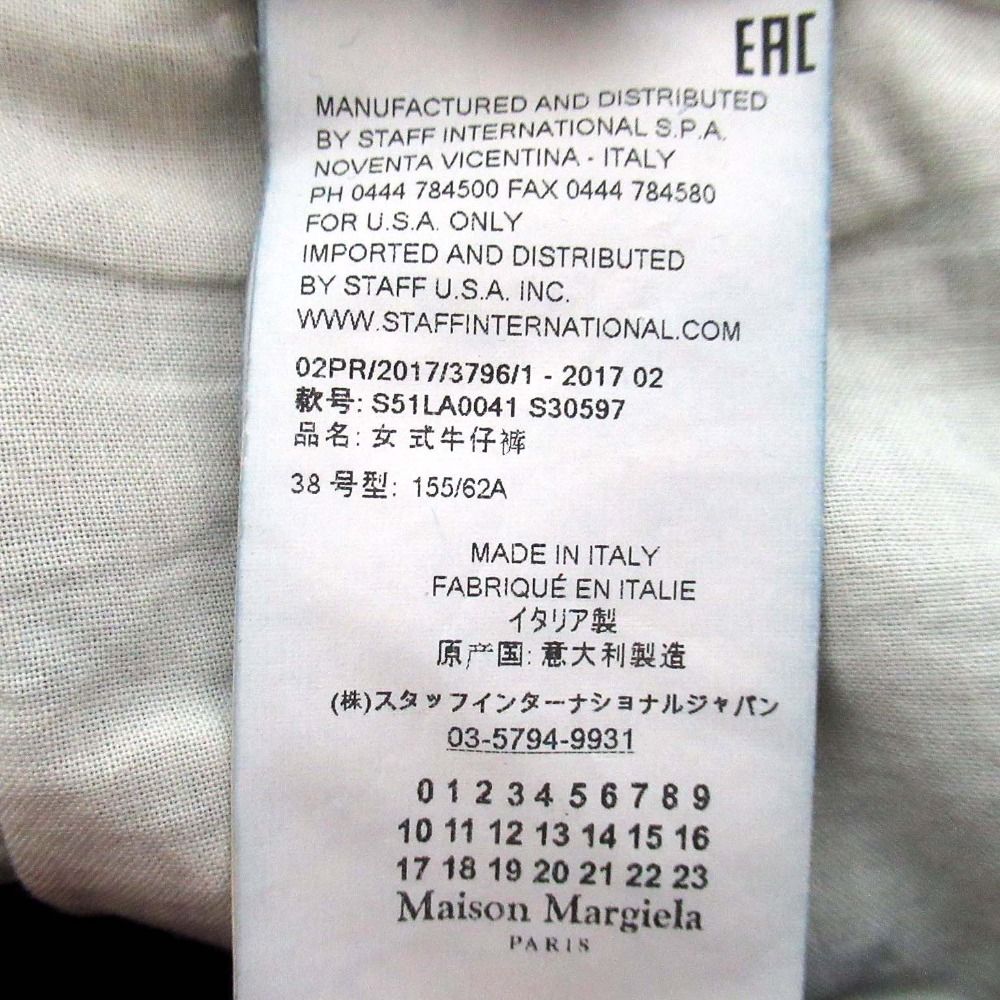 EAC
MANUFACTURED AND DISTRIBUTED
BY STAFF INTERNATIONAL S.P.A.
NOVENTA VICENTINA - ITALY
PH 0444 784500 FAX 0444 784580
FOR U.S.A. ONLY
IMPORTED AND DISTRIBUTED
BY STAFF U.S.A. INC.
WWW.STAFFINTERNATIONAL.COM
02PR/2017/3796/1 - 2017 02
款号: S51LA0041 S30597
品名: 女 式牛仔裤
38 号型: 155/62A
MADE IN ITALY
FABRIQUÉ EN ITALIE
イタリア製
原产国: 意大利製造
(株)スタッフインターナショナルジャパン
03-5794-9931
0 1 2 3 4 5 6 7 8 9
10 11 12 13 14 15 16
17 18 19 20 21 22 23
Maison Margiela
PARIS